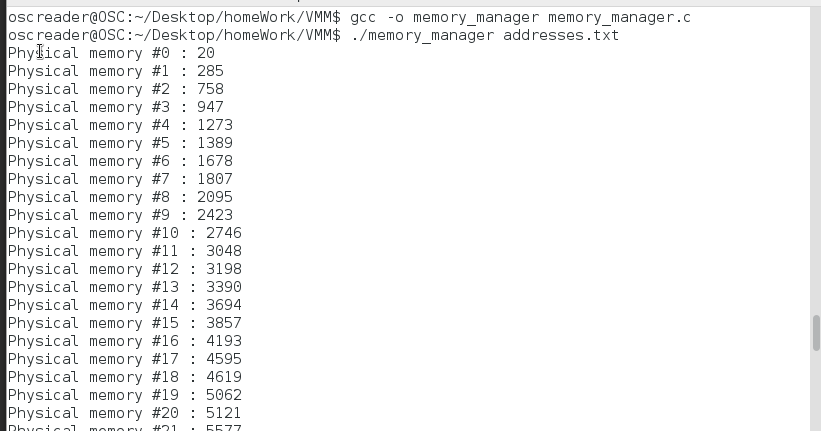 oscreader@OSC:~/Desktop/homeWork/VMM$ gcc -o memory_manager memory_manager.c
oscreader@OSC:~/Desktop/homeWork/VMM$ ./memory_manager addresses.txt
Physical memory #0 : 20
Physical memory #1 : 285
Physical memory #2 : 758
Physical memory #3 : 947
Physical memory #4 : 1273
Physical memory #5 : 1389
Physical memory #6 : 1678
Physical memory #7 : 1807
Physical memory #8 : 2095
Physical memory #9 : 2423
Physical memory #10 : 2746
Physical memory #11 : 3048
Physical memory #12 : 3198
Physical memory #13 : 3390
Physical memory #14 : 3694
Physical memory #15 : 3857
Physical memory #16 : 4193
Physical memory #17 : 4595
Physical memory #18 : 4619
Physical memory #19 : 5062
Physical memory #20 : 5121
Physical memory #21 : 5577